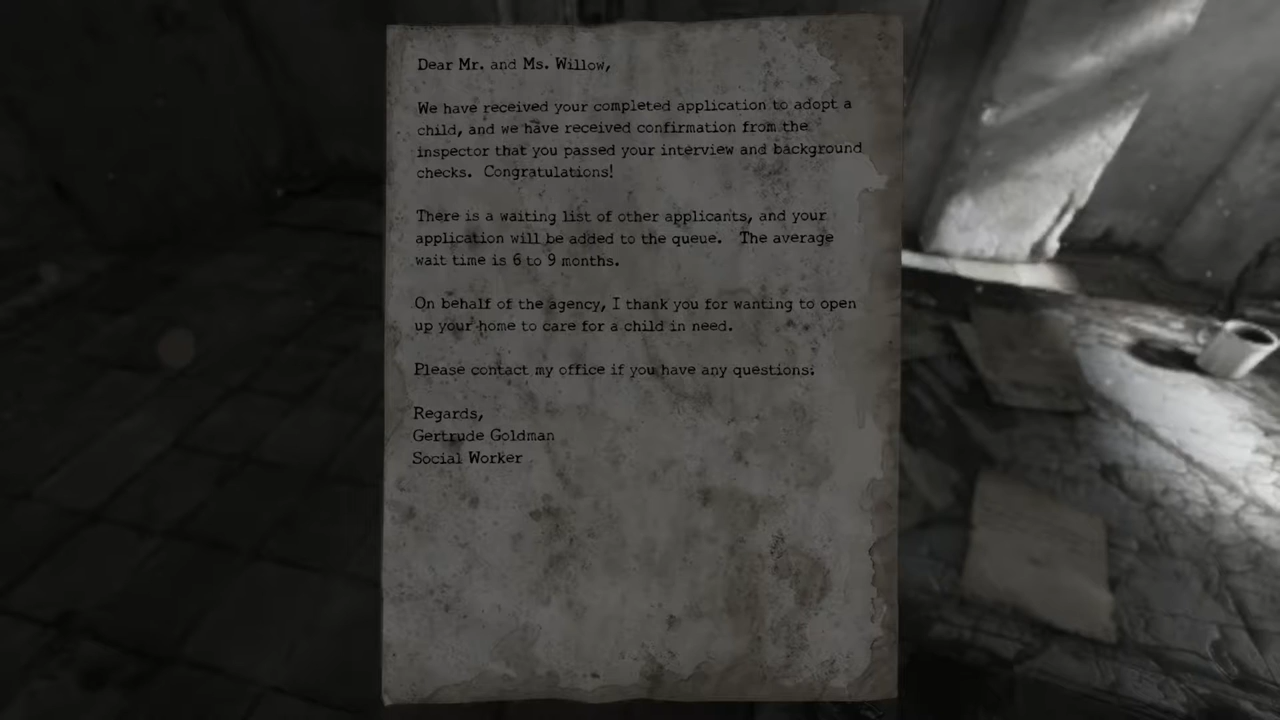 Dear Mr. and Ms. Willow,
We have received your completed application to adopt a
child, and we have received confirmation from the
inspector that you passed your interview and background
checks. Congratulations!
There is a waiting list of other applicants, and your
application will be added to the queue. The average
wait time is 6 to 9 months.
On behalf of the agency, I thank you for wanting to open
up your home to care for a child in need.
Please contact my office if you have any questions.
Regards,
Gertrude Goldman
Social Worker